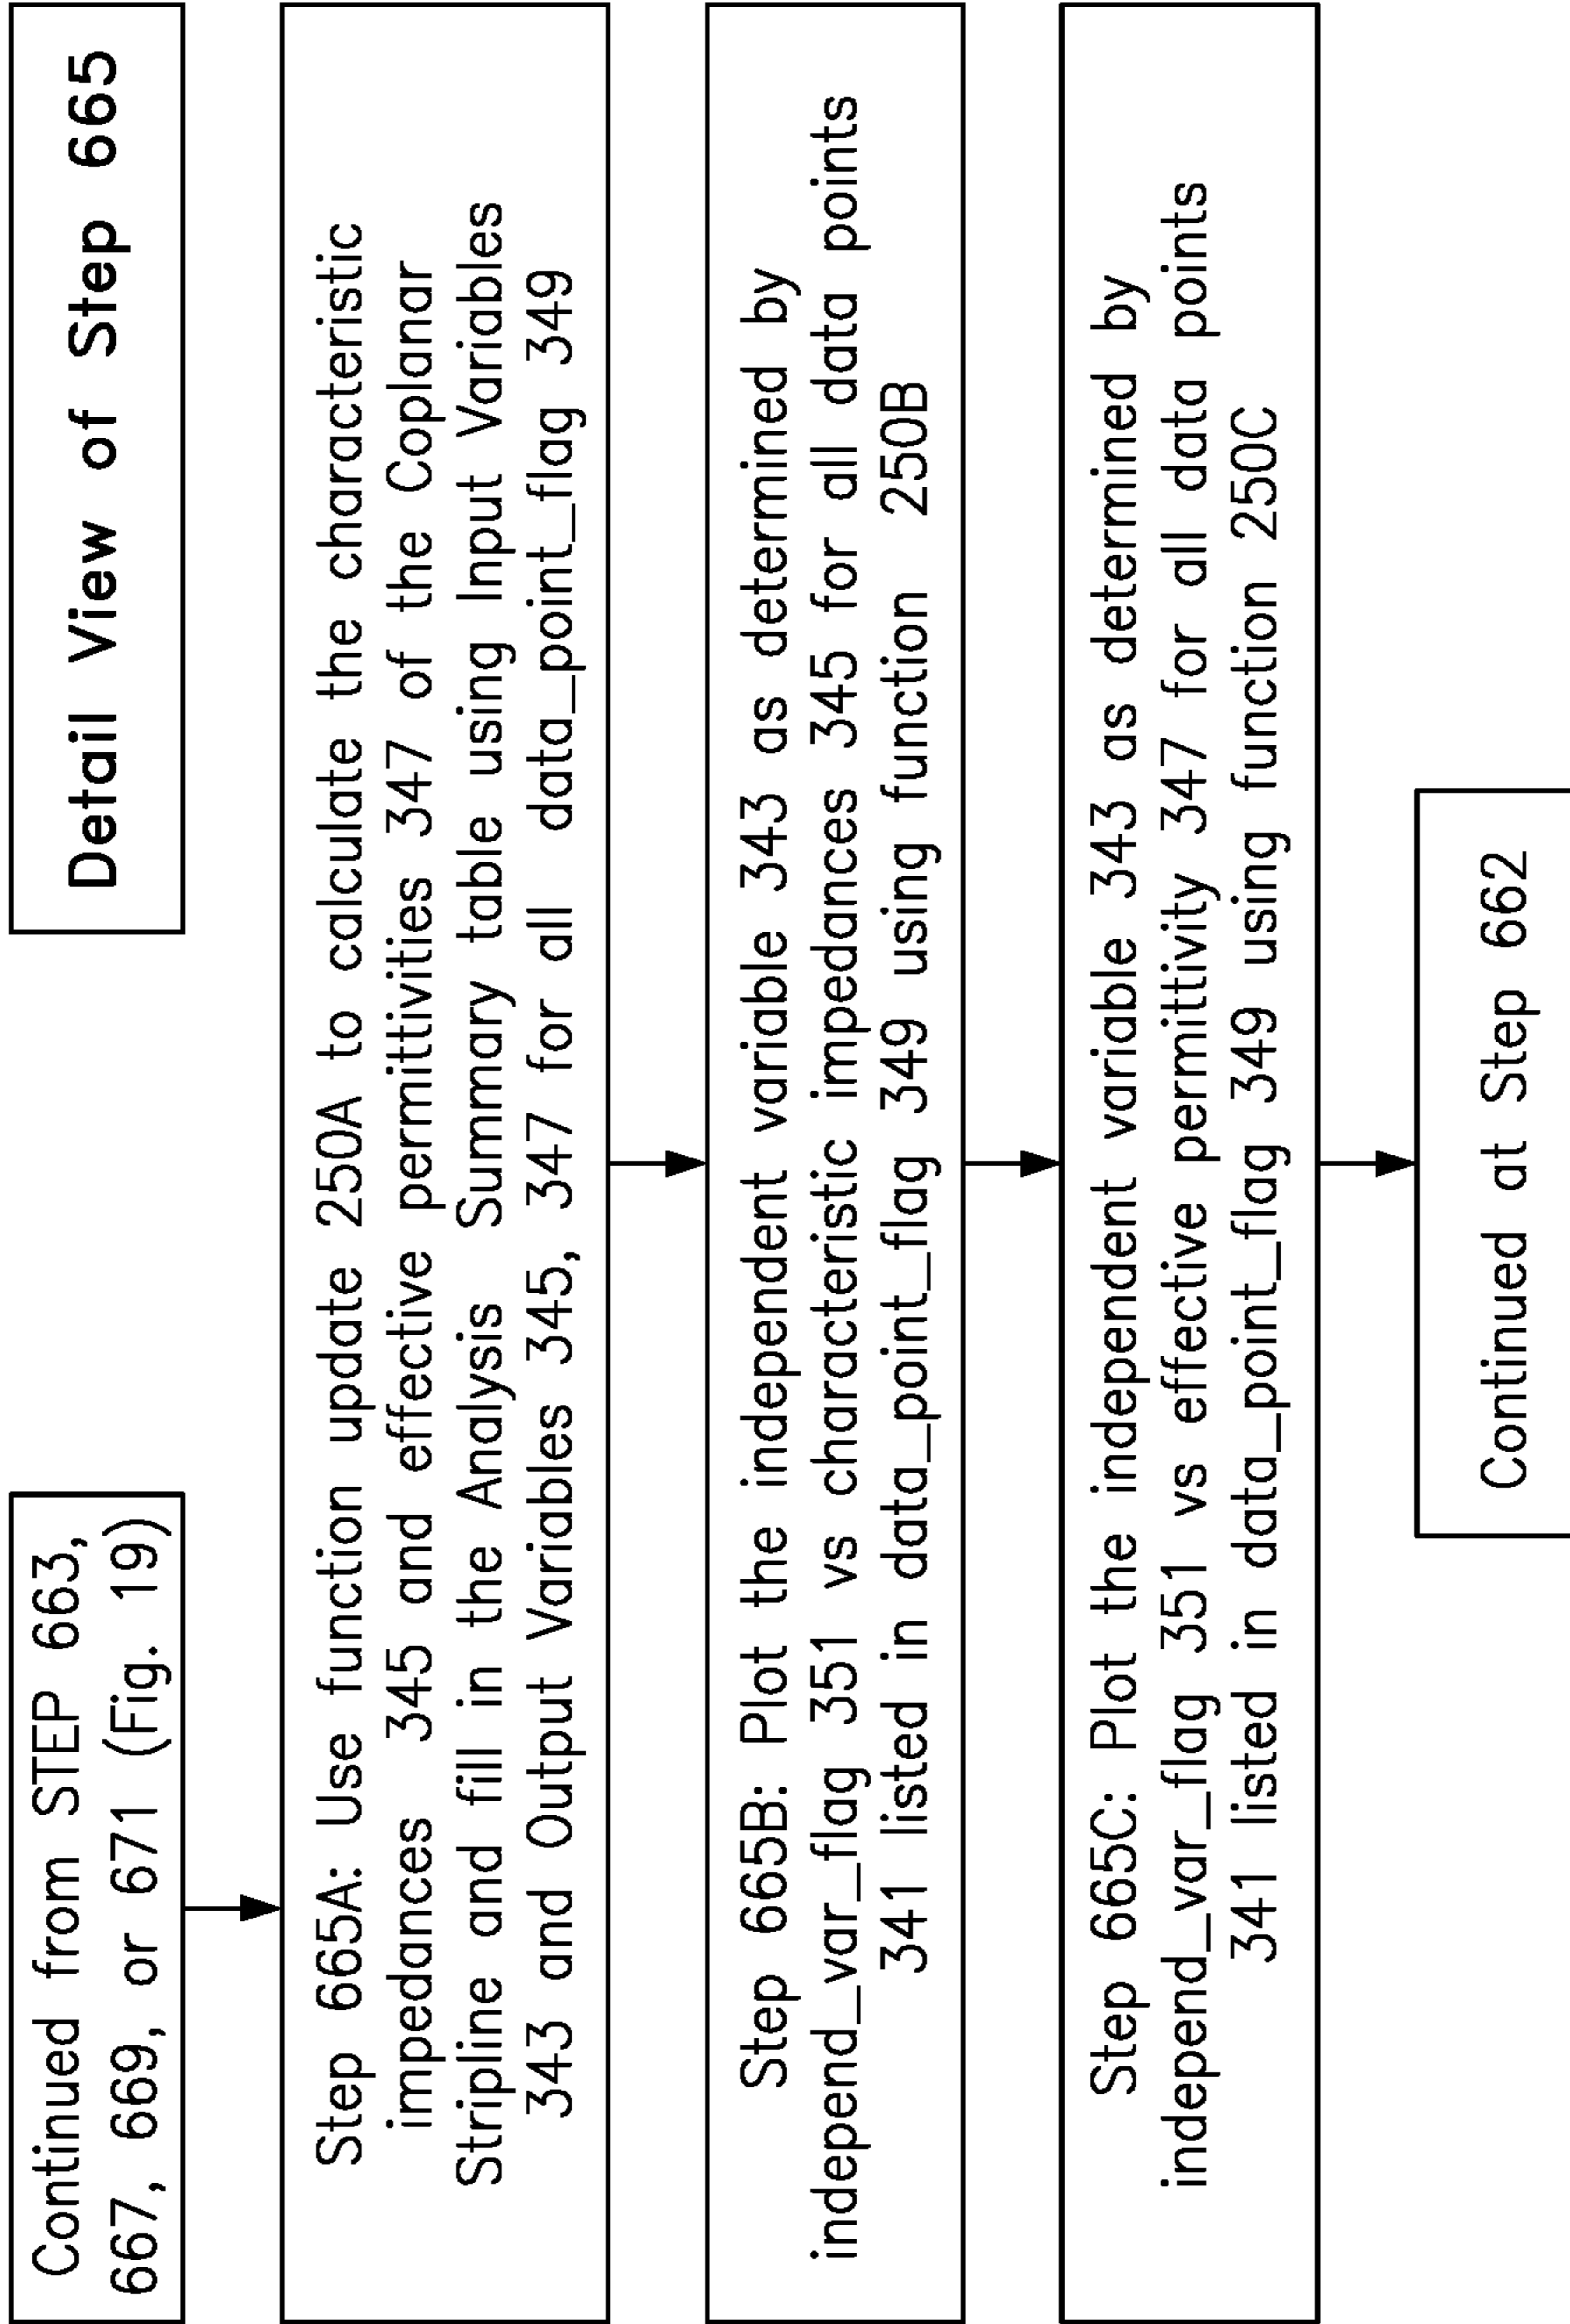 Detail View of Step 665
Continued from STEP 663,
667, 669, or 671 (Fig. 19)
Step 665A: Use function update 250A to calculate the characteristic
impedances 345 and effective permittivities 347 of the Coplanar
Stripline and fill in the Analysis Summary table using Input Variables
343 and Output Variables 345, 347 for all data_point_flag 349
Step 665B: Plot the independent variable 343 as determined by
independ_var_flag 351 vs characteristic impedances 345 for all data points
341 listed in data_point_flag 349 using function 250B
Step 665C: Plot the independent variable 343 as determined by
independ_var_flag 351 vs effective permittivity 347 for all data points
341 listed in data_point_flag 349 using function 250C
Continued at Step 662